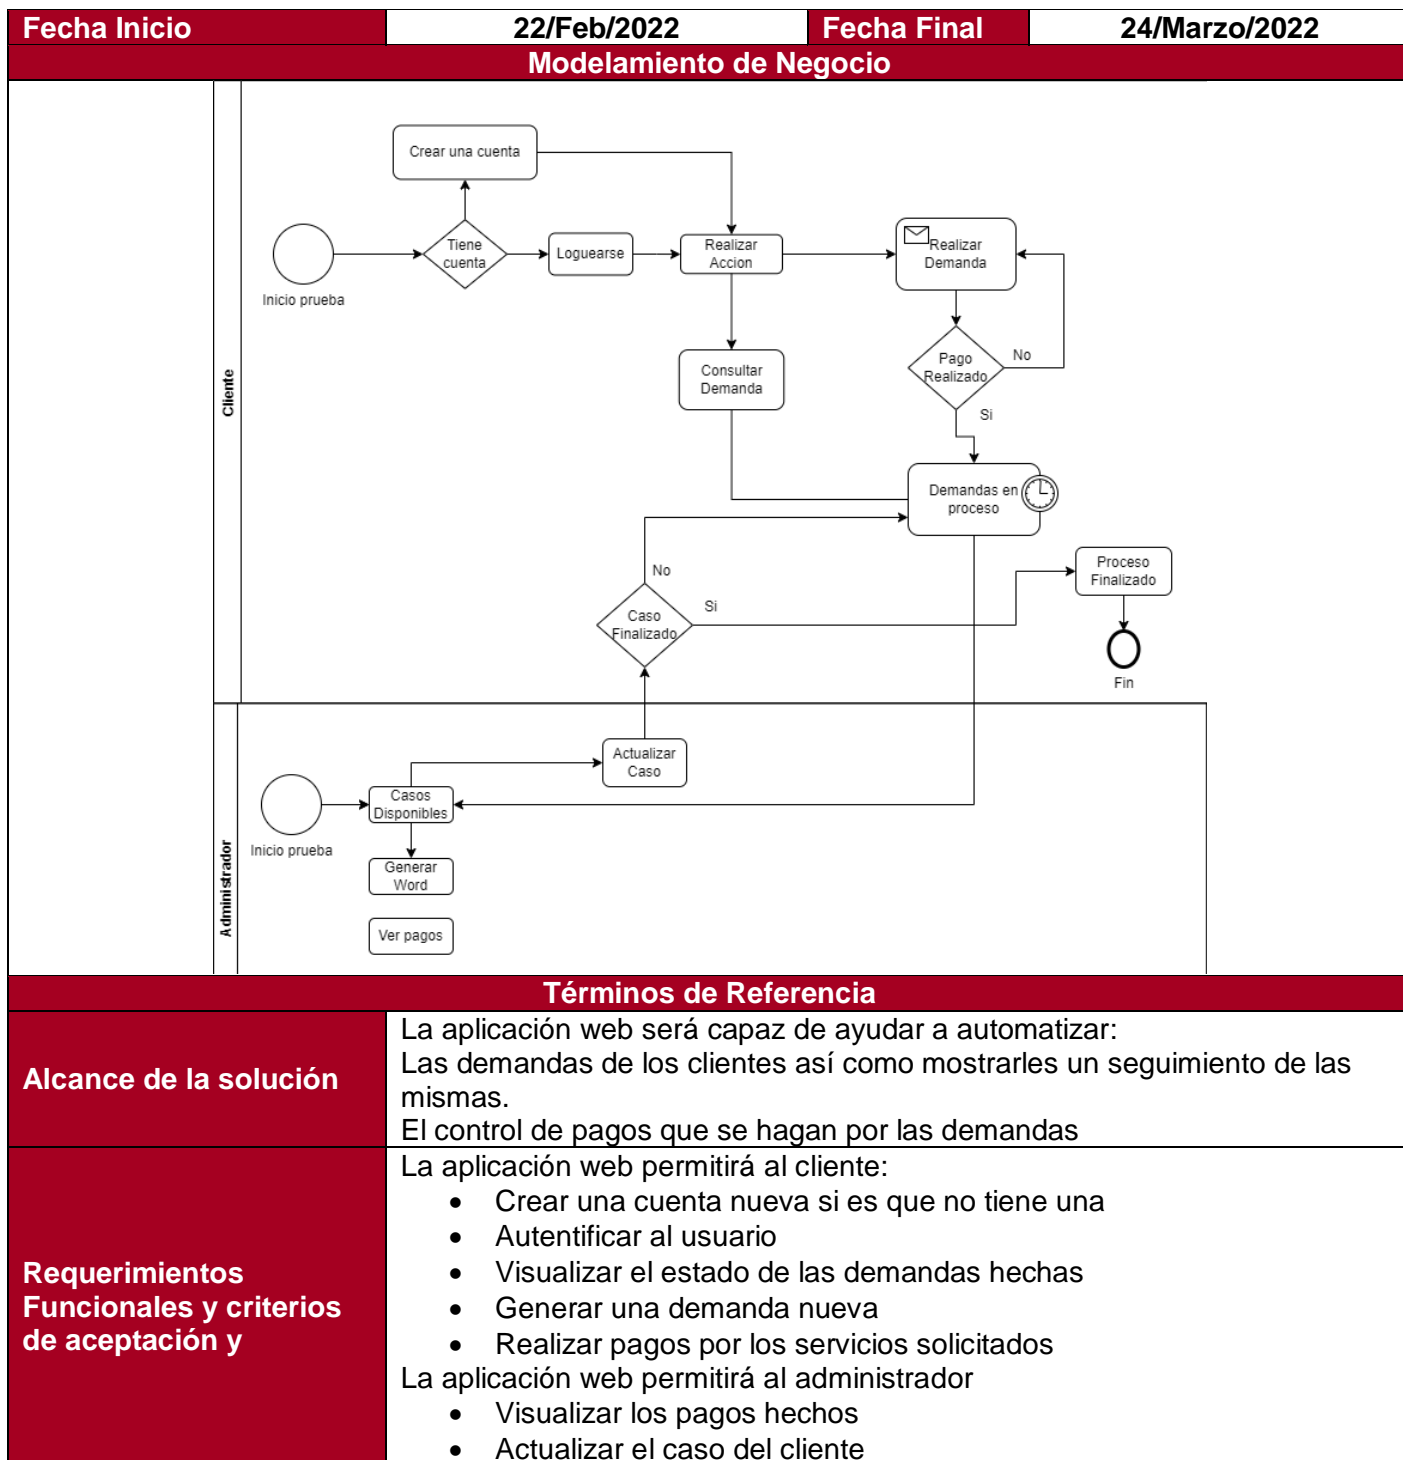 Fecha Inicio 22/Feb/2022 Fecha Final 24/Marzo/2022
Modelamiento de Negocio
Cliente
Crear una cuenta
Inicio prueba
Tiene
cuenta
Loguearse
Realizar
Accion
Realizar
Demanda
Consultar
Demanda
Pago
Realizado
No
Si
Demandas en
proceso
No
Caso
Finalizado
Si
Proceso
Finalizado
Fin
Administrador
Actualizar
Caso
Inicio prueba
Casos
Disponibles
Generar
Word
Ver pagos
Términos de Referencia
Alcance de la solución
La aplicación web será capaz de ayudar a automatizar:
Las demandas de los clientes así como mostrarles un seguimiento de las
mismas.
El control de pagos que se hagan por las demandas
Requerimientos
Funcionales y criterios
de aceptación y
La aplicación web permitirá al cliente:
• Crear una cuenta nueva si es que no tiene una
• Autentificar al usuario
• Visualizar el estado de las demandas hechas
• Generar una demanda nueva
• Realizar pagos por los servicios solicitados
La aplicación web permitirá al administrador
• Visualizar los pagos hechos
• Actualizar el caso del cliente